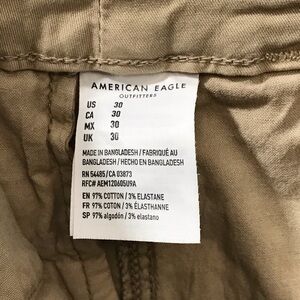 AMERICAN EAGLE
OUTFITTERS
US 30
CA 30
MX 30
UK 30
MADE IN BANGLADESH / FABRIQUÉ AU
BANGLADESH / HECHO EN BANGLADESH
RN 54485/CA 03873
RFC# AEM120605U9A
EN 97% COTTON / 3% ELASTANE
FR 97% COTON / 3% ÉLASTHANNE
SP 97% algodón / 3% elastano